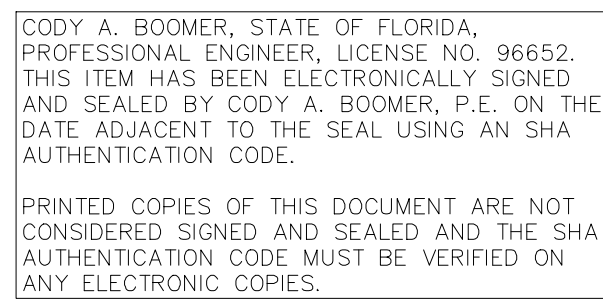 CODY A. BOOMER, STATE OF FLORIDA,
PROFESSIONAL ENGINEER, LICENSE NO. 96652.
THIS ITEM HAS BEEN ELECTRONICALLY SIGNED
AND SEALED BY CODY A. BOOMER, P.E. ON THE
DATE ADJACENT TO THE SEAL USING AN SHA
AUTHENTICATION CODE.
PRINTED COPIES OF THIS DOCUMENT ARE NOT
CONSIDERED SIGNED AND SEALED AND THE SHA
AUTHENTICATION CODE MUST BE VERIFIED ON
ANY ELECTRONIC COPIES.